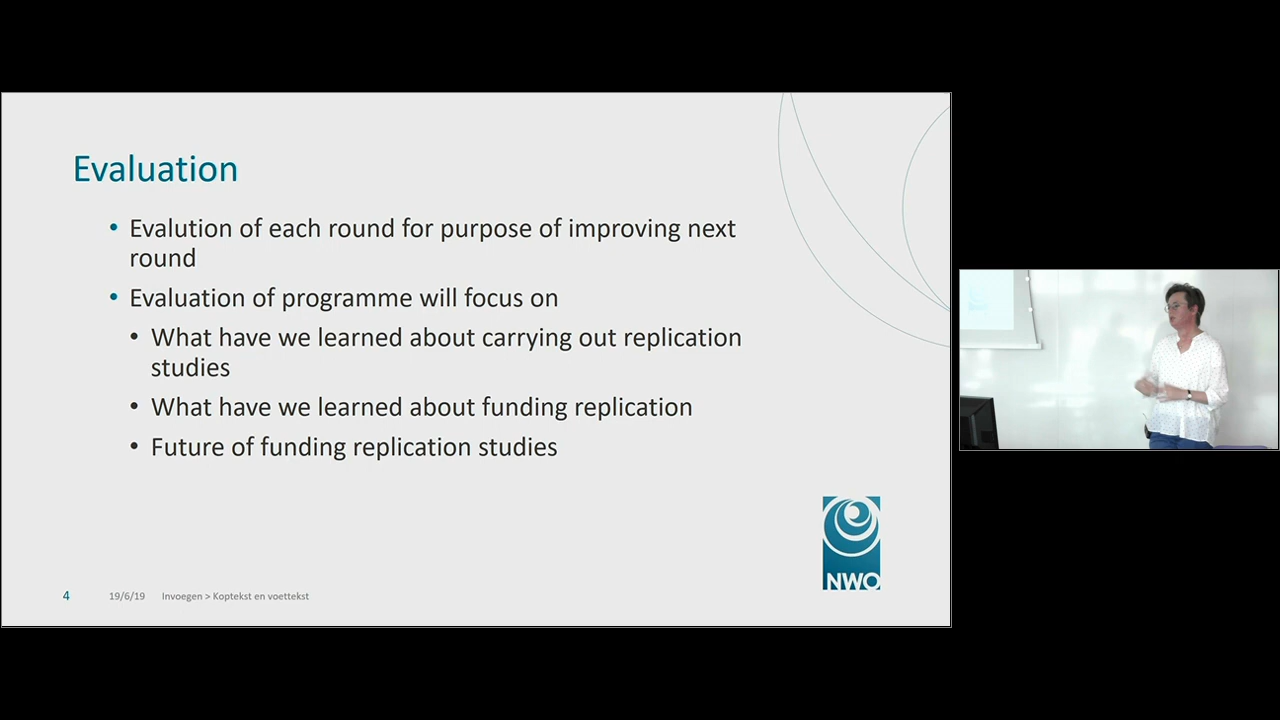 Evaluation
• Evalution of each round for purpose of improving next
round
• Evaluation of programme will focus on
• What have we learned about carrying out replication
studies
• What have we learned about funding replication
• Future of funding replication studies
NWO
4 19/6/19 Invoegen > Koptekst en voettekst